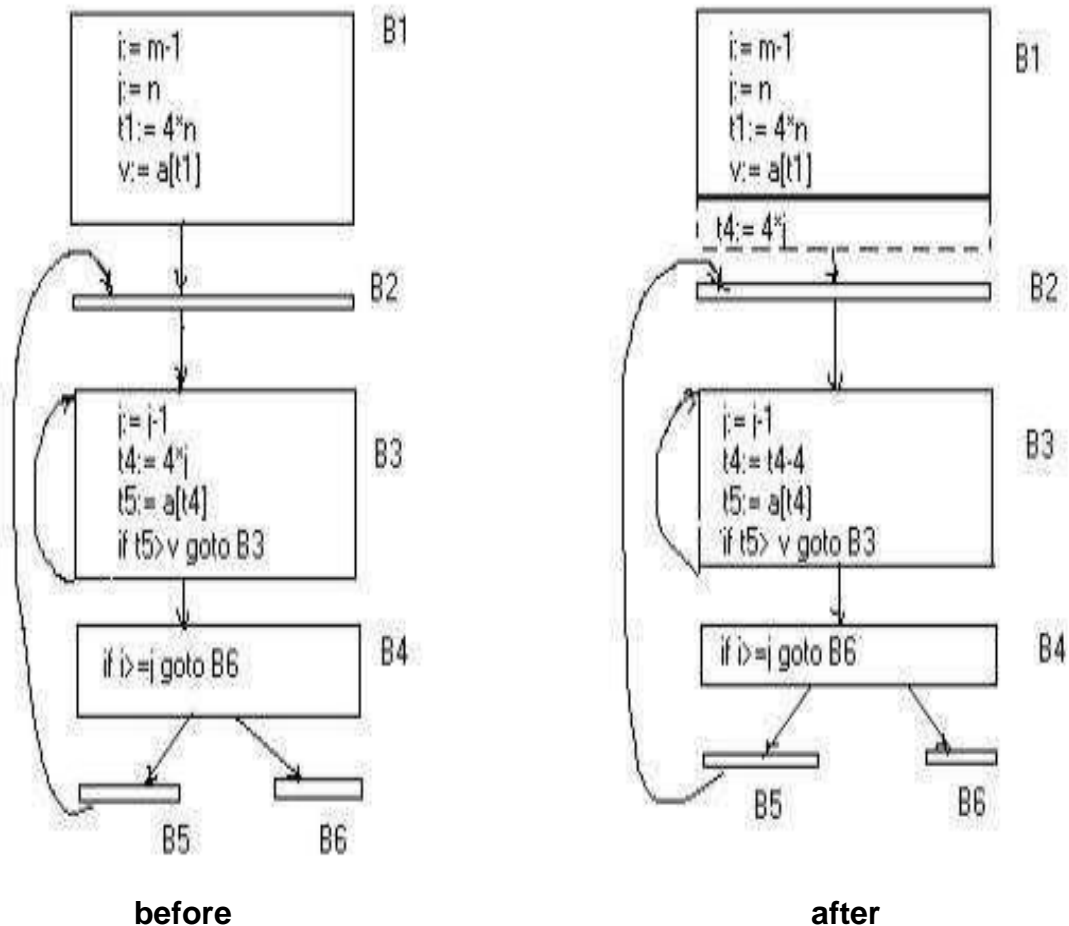 i:= m-1
j:= n
t1:= 4*n
v:= a[t1]
B1
B2
j:= j-1
t4:= 4*j
t5:= a[t4]
if t5>v goto B3
B3
if i>=j goto B6
B4
B5
B6
before
i:= m-1
j:= n
t1:= 4*n
v:= a[t1]
t4:= 4*j
B1
B2
j:= j-1
t4:= t4-4
t5:= a[t4]
if t5> v goto B3
B3
if i>=j goto B6
B4
B5
B6
after